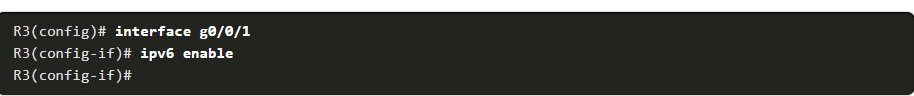 R3(config)# interface g0/0/1
R3(config-if)# ipv6 enable
R3(config-if)#